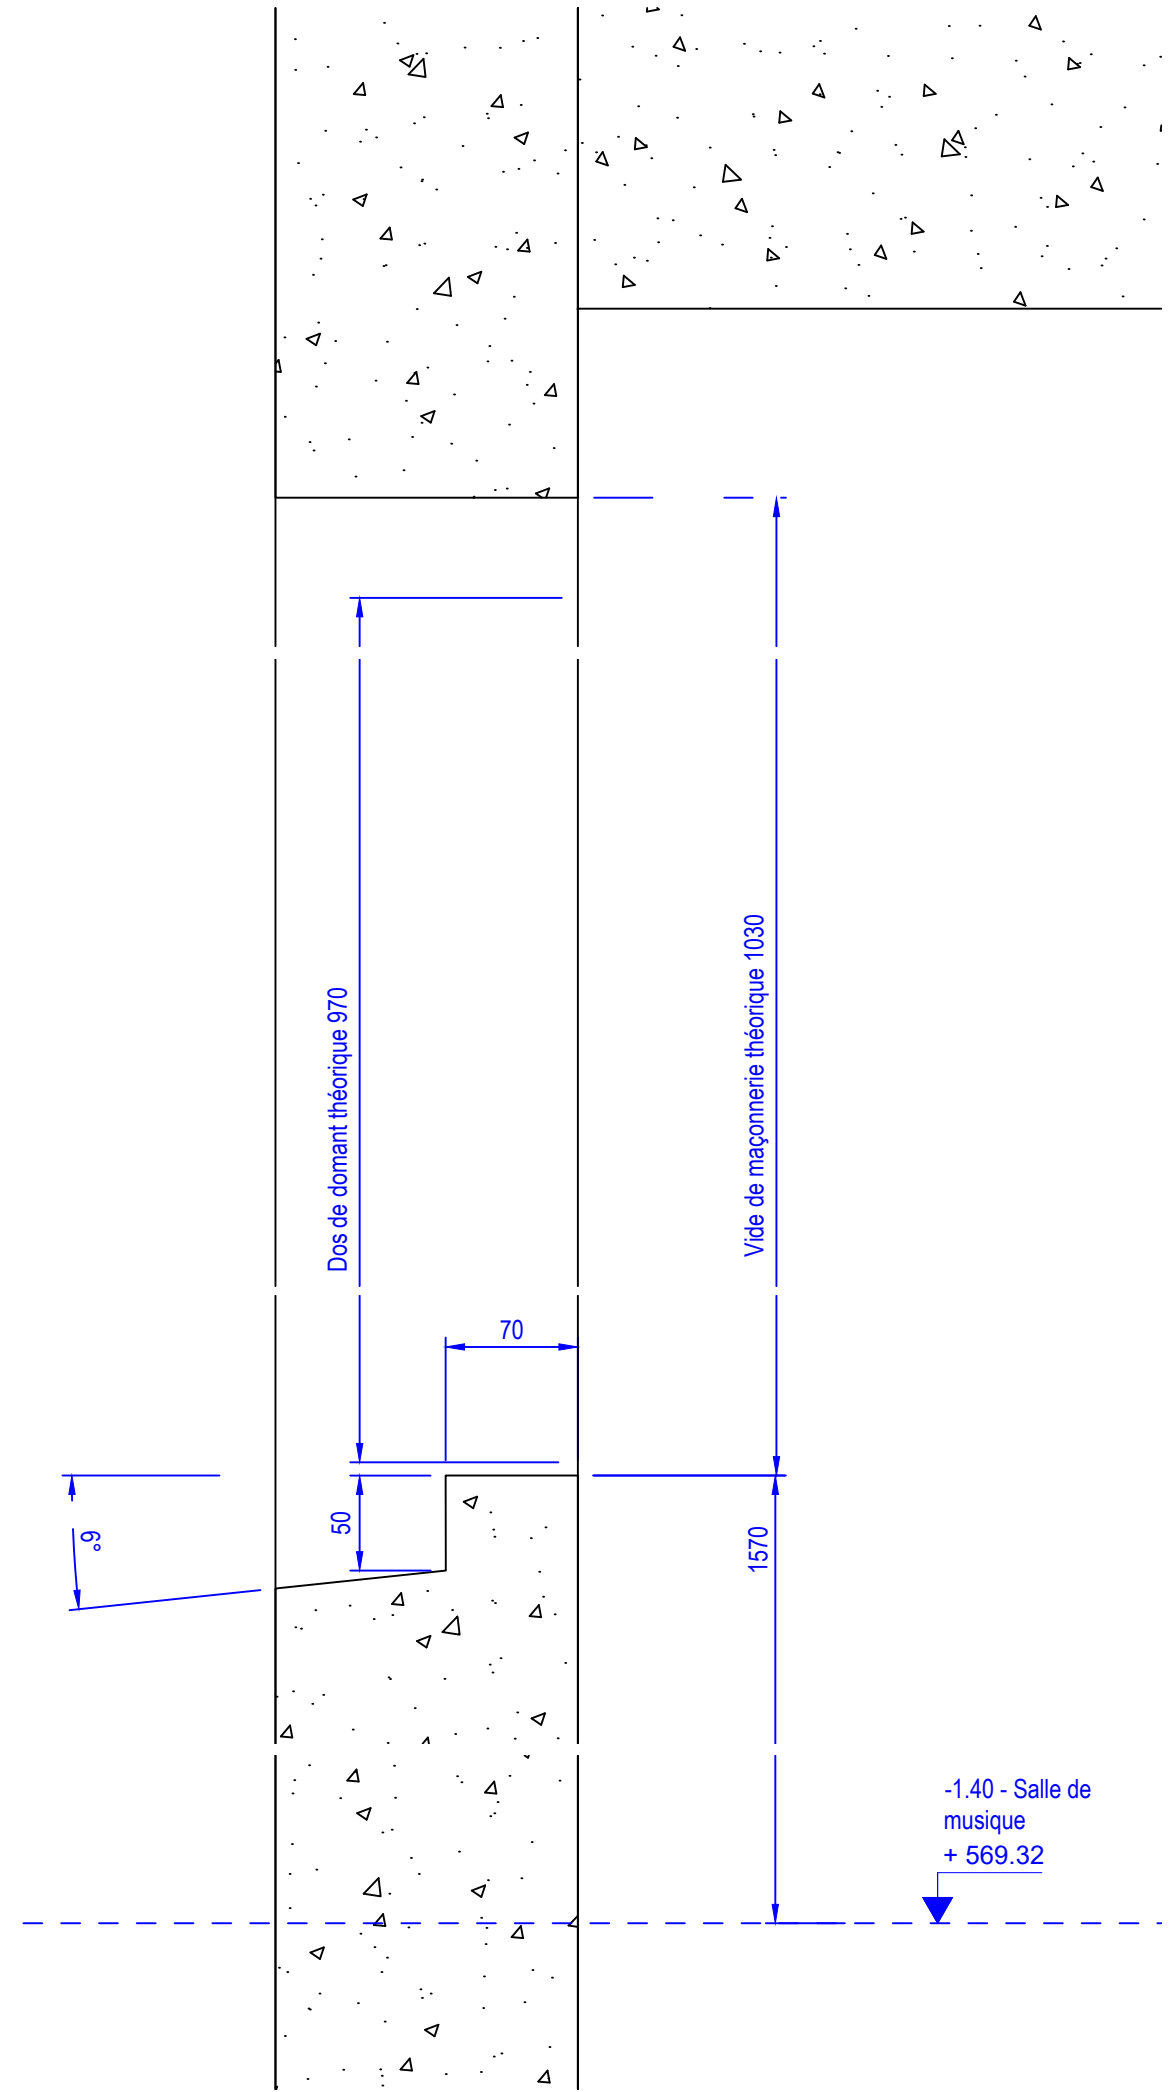 Dos de domant théorique 970
Vide de maçonnerie théorique 1030
70
50
6°
1570
-1.40 - Salle de
musique
+ 569.32